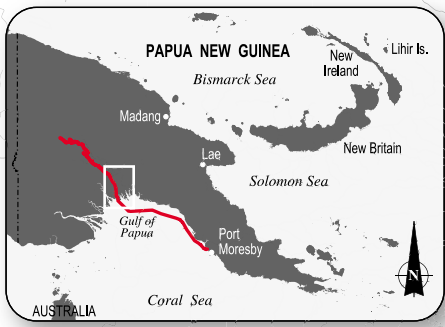 PAPUA NEW GUINEA
Bismarck Sea
New
Ireland
Lihir Is.
Madang
New Britain
Lae
Solomon Sea
Gulf of
Papua
Port
Moresby
N
Coral Sea
AUSTRALIA